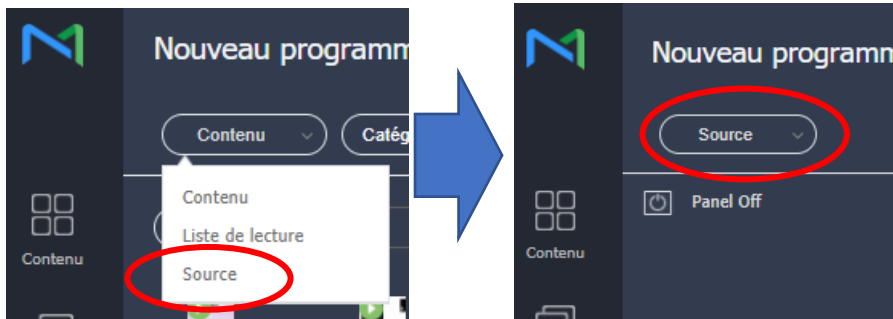 Nouveau programm
Contenu
Catég
Contenu
Liste de lecture
Source
Contenu
Nouveau programm
Source
Panel Off
Contenu